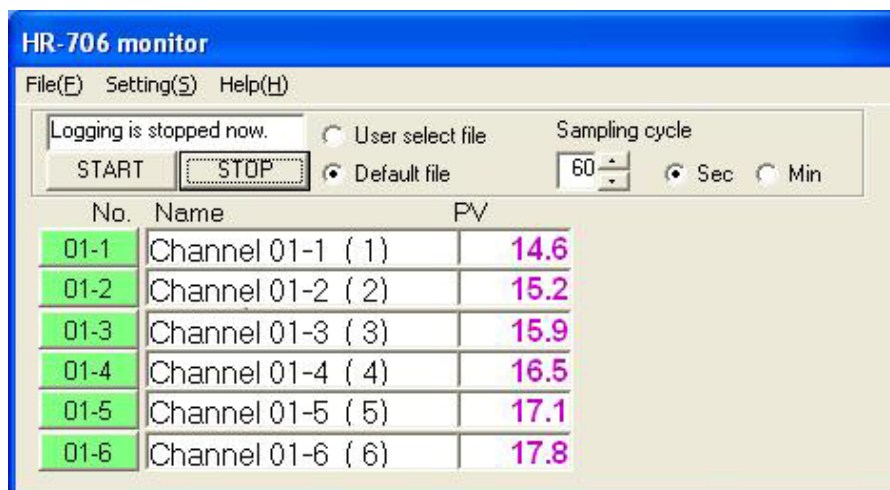 HR-706 monitor
File(F) Setting(S) Help(H)
Logging is stopped now. User select file Sampling cycle
START STOP Default file 60 Sec Min
No. Name PV
01-1 Channel 01-1 ( 1) 14.6
01-2 Channel 01-2 ( 2) 15.2
01-3 Channel 01-3 ( 3) 15.9
01-4 Channel 01-4 ( 4) 16.5
01-5 Channel 01-5 ( 5) 17.1
01-6 Channel 01-6 ( 6) 17.8